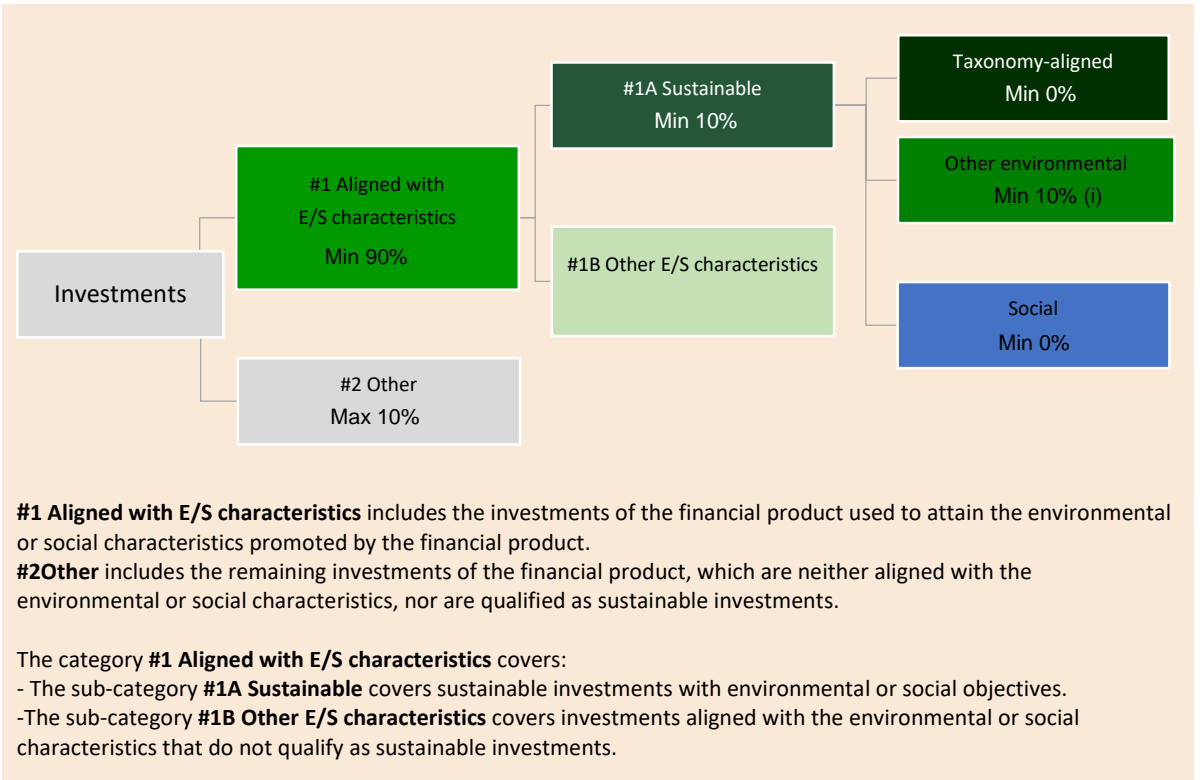 Investments
#1 Aligned with
E/S characteristics
Min 90%
#2 Other
Max 10%
#1A Sustainable
Min 10%
#1B Other E/S characteristics
Taxonomy-aligned
Min 0%
Other environmental
Min 10% (i)
Social
Min 0%
#1 Aligned with E/S characteristics includes the investments of the financial product used to attain the environmental
or social characteristics promoted by the financial product.
#2Other includes the remaining investments of the financial product, which are neither aligned with the
environmental or social characteristics, nor are qualified as sustainable investments.
The category #1 Aligned with E/S characteristics covers:
- The sub-category #1A Sustainable covers sustainable investments with environmental or social objectives.
-The sub-category #1B Other E/S characteristics covers investments aligned with the environmental or social
characteristics that do not qualify as sustainable investments.